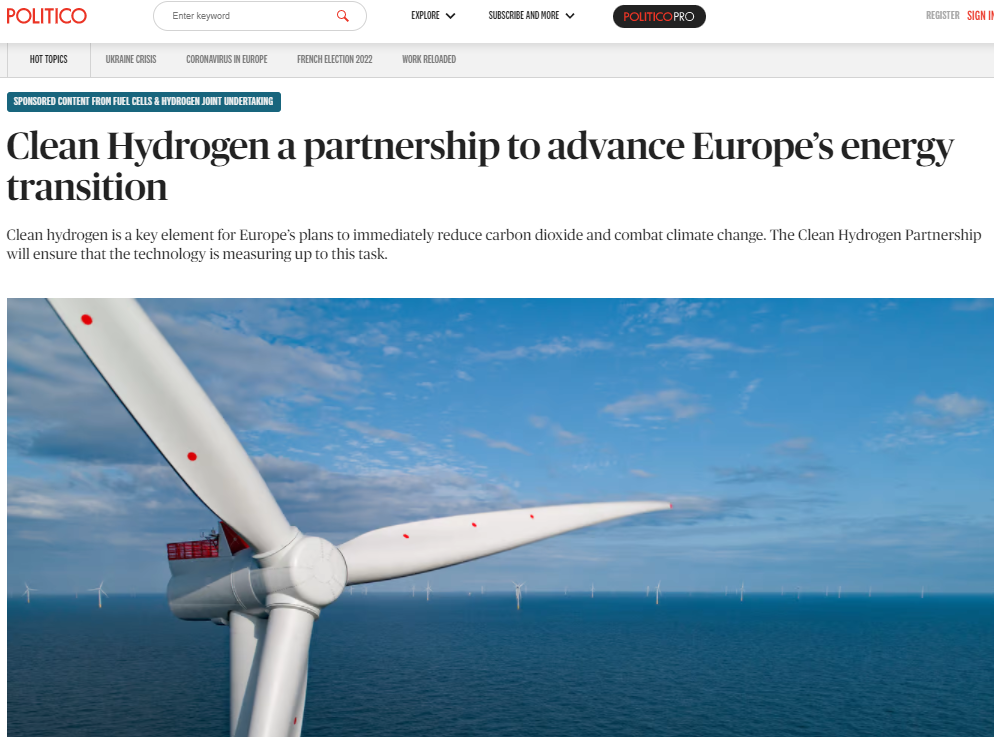 POLITICO
Enter keyword
EXPLORE
SUBSCRIBE AND MORE
POLITICOPRO
REGISTER
SIGN IN
HOT TOPICS
UKRAINE CRISIS
CORONAVIRUS IN EUROPE
FRENCH ELECTION 2022
WORK RELOADED
SPONSORED CONTENT FROM FUEL CELLS & HYDROGEN JOINT UNDERTAKING
Clean Hydrogen a partnership to advance Europe’s energy
transition
Clean hydrogen is a key element for Europe’s plans to immediately reduce carbon dioxide and combat climate change. The Clean Hydrogen Partnership
will ensure that the technology is measuring up to this task.